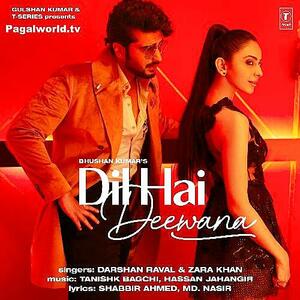 GULSHAN KUMAR &
T-SERIES presents
Pagalworld.tv
T
SERIES
BHUSHAN KUMAR'S
Dil Hai
Deewana
singers: DARSHAN RAVAL & ZARA KHAN
music: TANISHK BAGCHI, HASSAN JAHANGIR
lyrics: SHABBIR AHMED, MD. NASIR